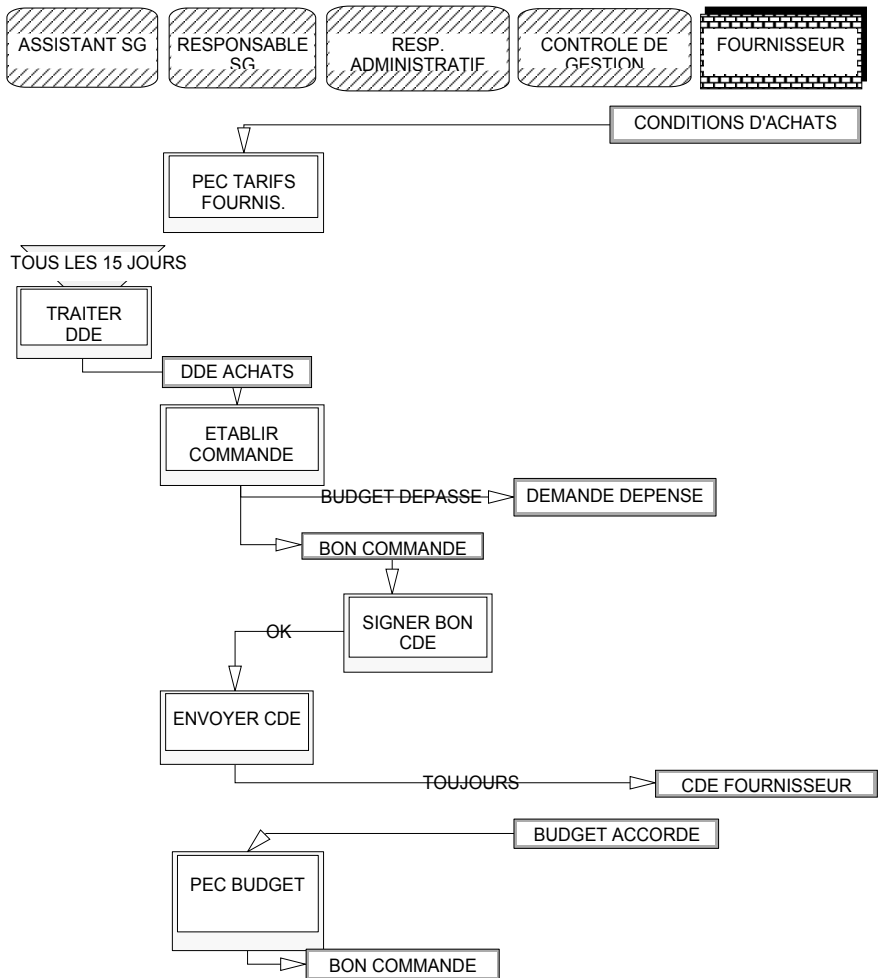 ASSISTANT SG
RESPONSABLE
SG
RESP.
ADMINISTRATIF
CONTROLE DE
GESTION
FOURNISSEUR
CONDITIONS D'ACHATS
PEC TARIFS
FOURNIS.
TOUS LES 15 JOURS
TRAITER
DDE
DDE ACHATS
ETABLIR
COMMANDE
BUDGET DEPASSE
DEMANDE DEPENSE
BON COMMANDE
SIGNER BON
CDE
OK
ENVOYER CDE
TOUJOURS
CDE FOURNISSEUR
BUDGET ACCORDE
PEC BUDGET
BON COMMANDE